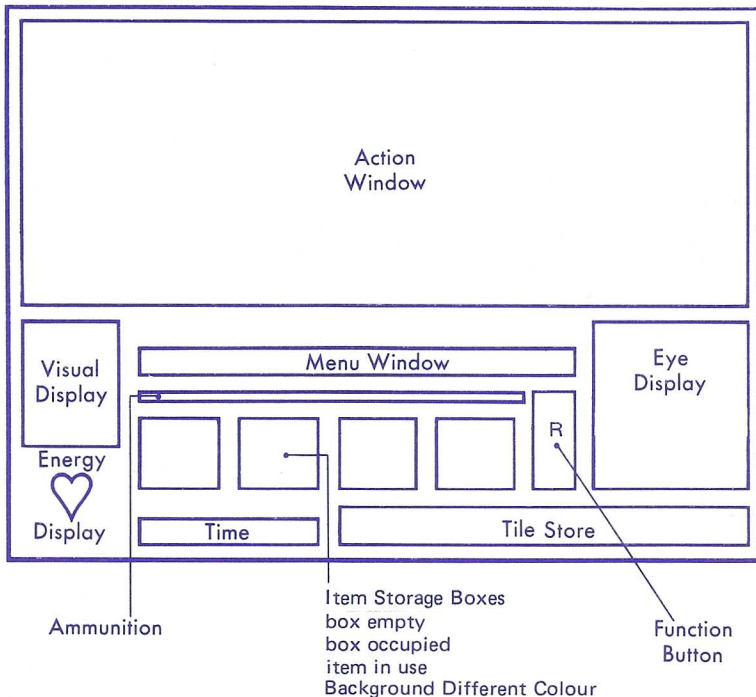 Action
Window
Visual
Display
Menu Window
Eye
Display
R
Energy
Display
Time
Tile Store
Ammunition
Item Storage Boxes
box empty
box occupied
item in use
Background Different Colour
Function
Button